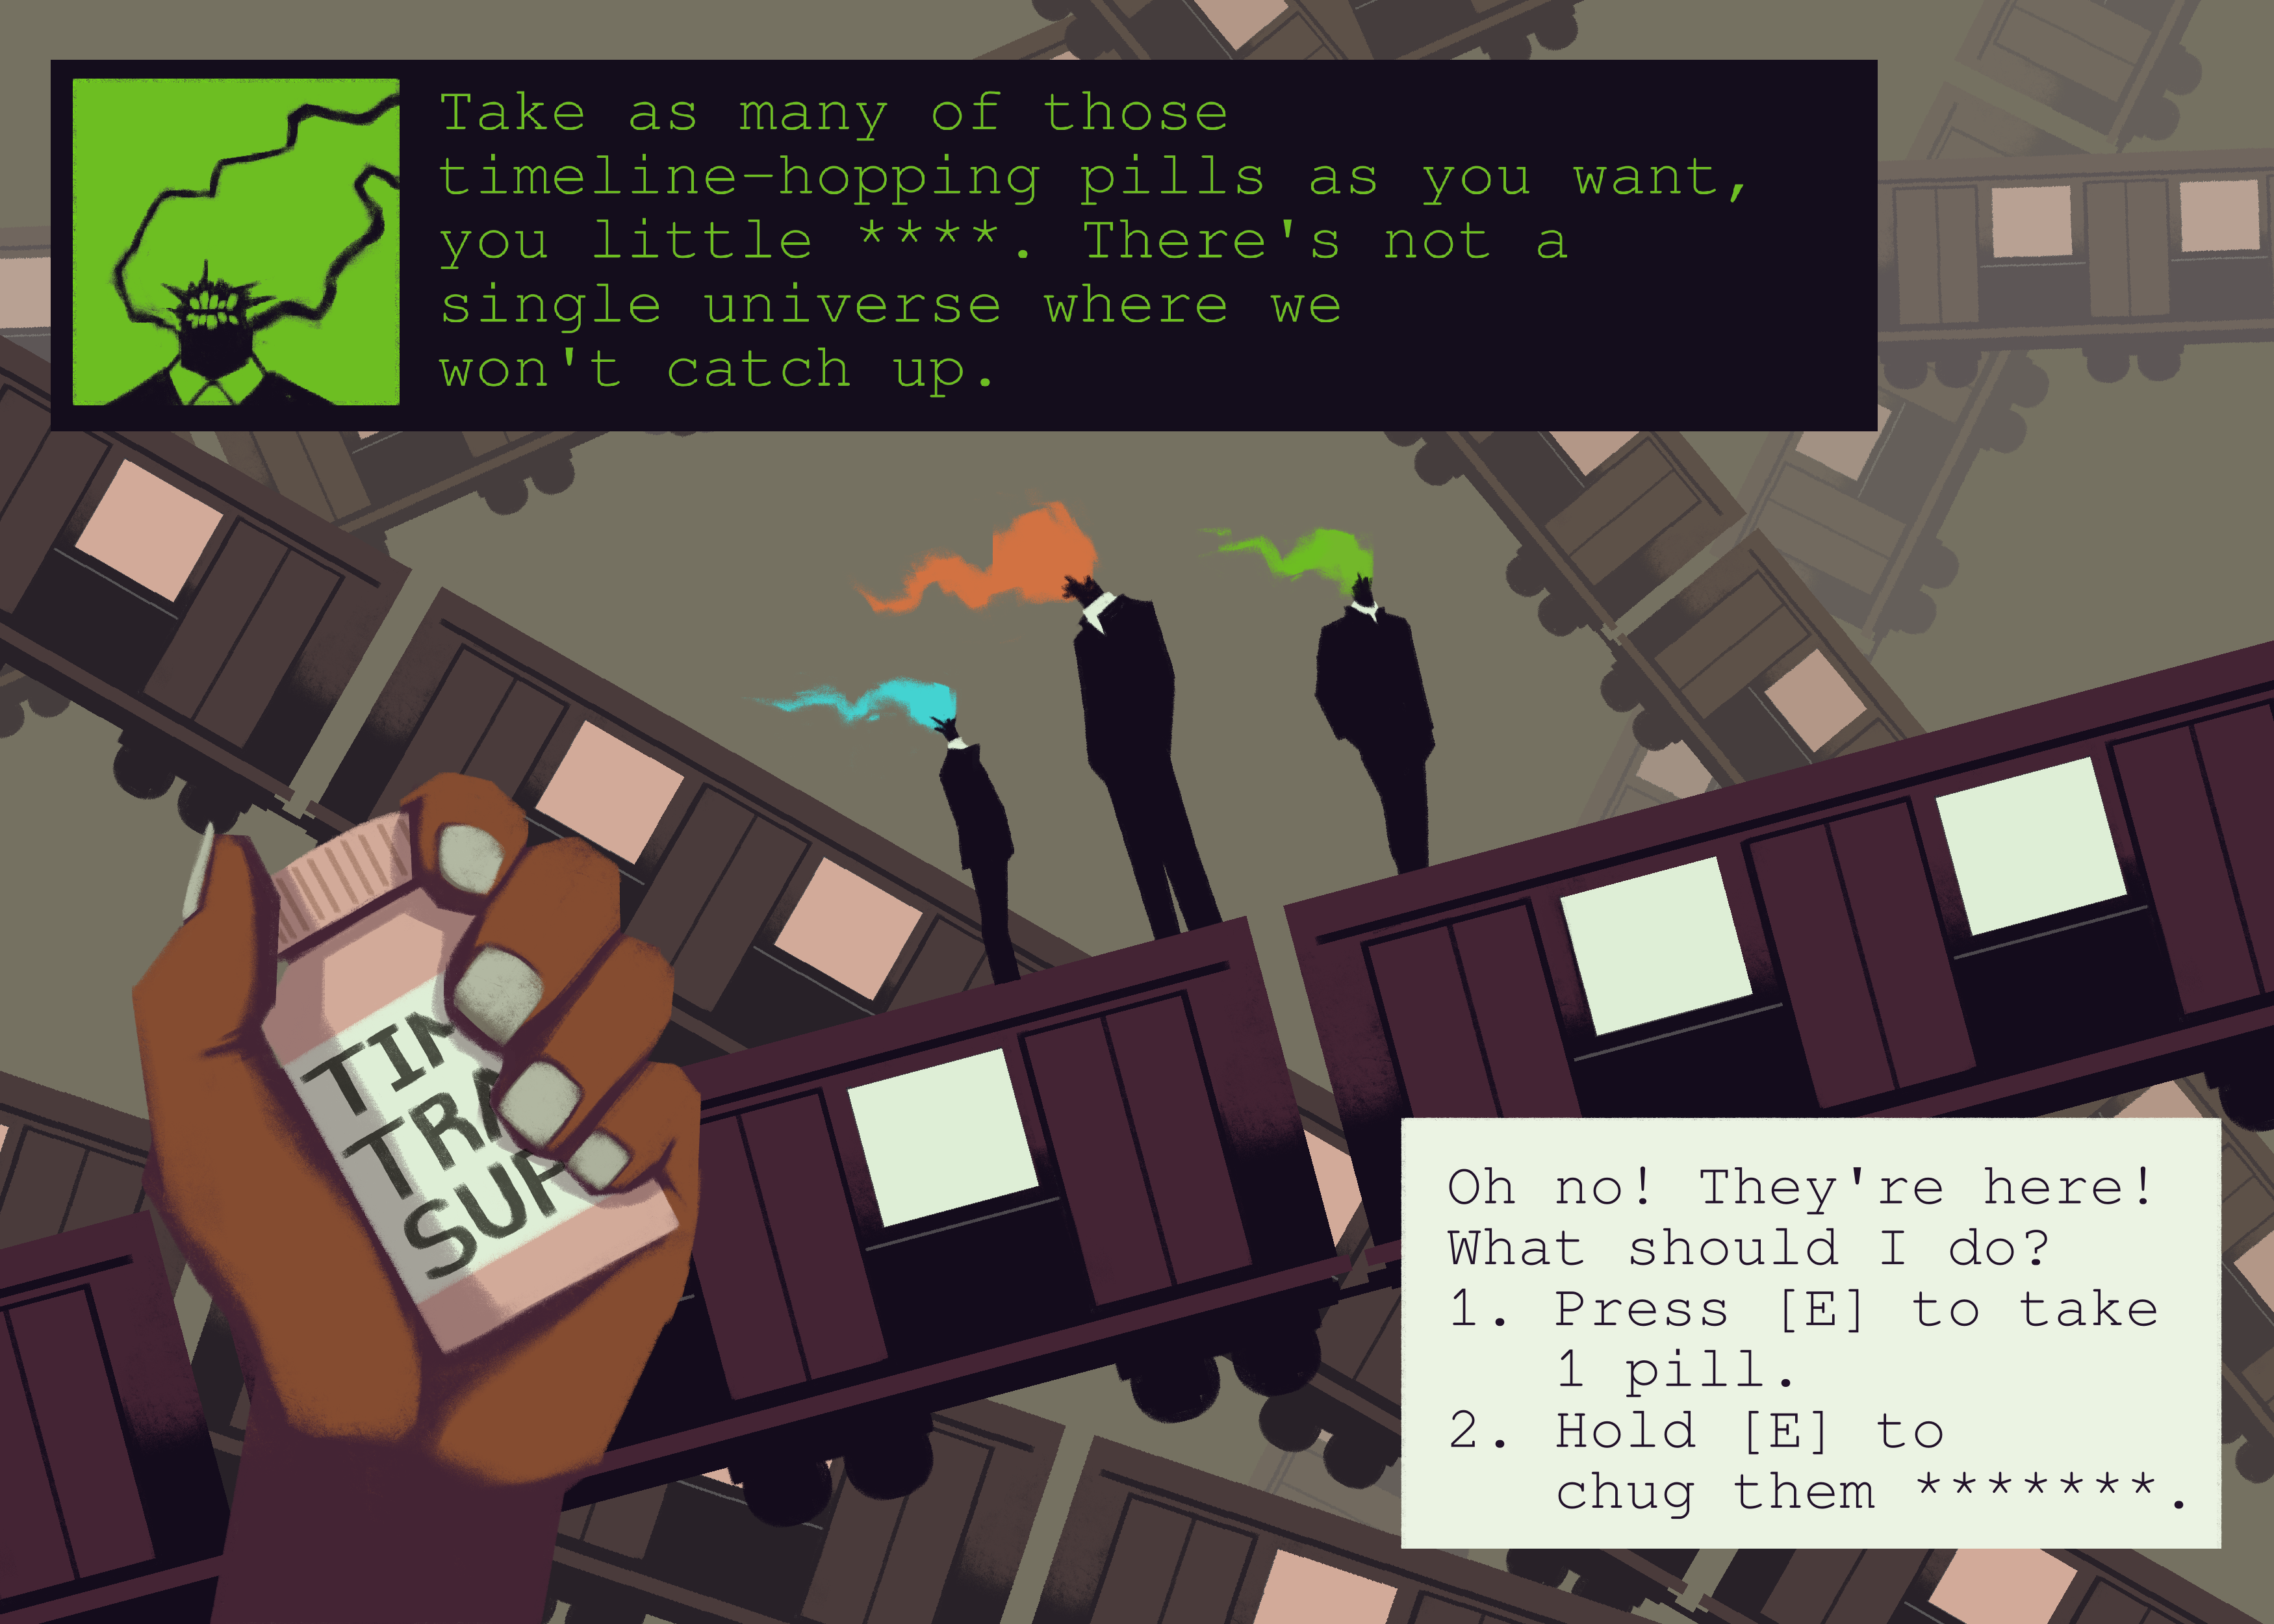 Take as many of those
timeline-hopping pills as you want,
you little ****. There's not a
single universe where we
won't catch up.
TIM
TRA
SUP
Oh no! They're here!
What should I do?
1. Press [E] to take
1 pill.
2. Hold [E] to
chug them *******.